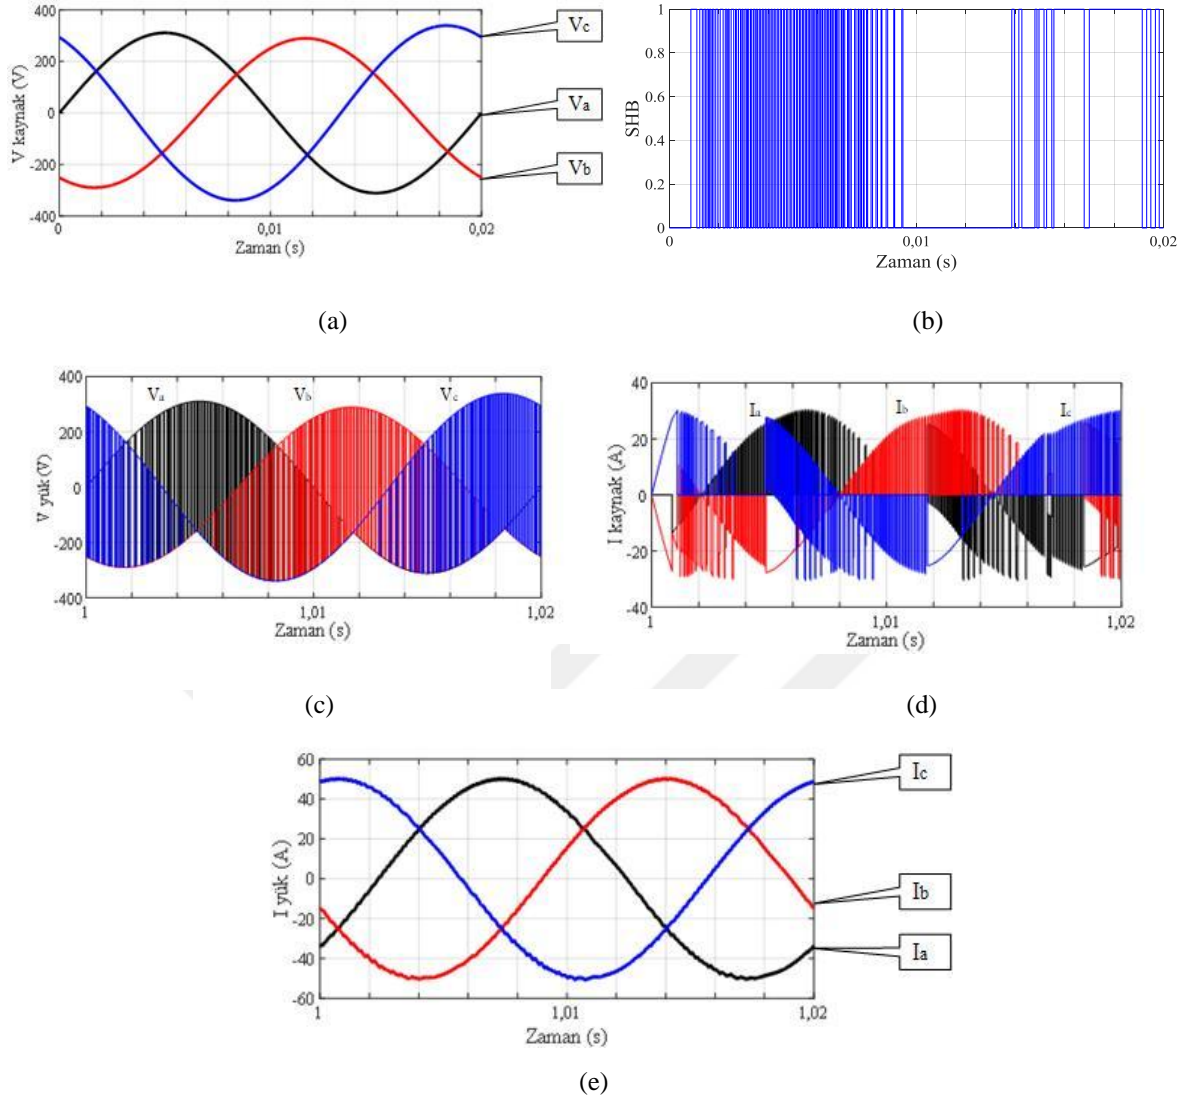 V kaynak (V)
400
200
0
-200
-400
0
0,01
0,02
Zaman (s)
Vc
Va
Vb
(a)
SHB
1
0.8
0.6
0.4
0.2
0
0
0,01
0,02
Zaman (s)
(b)
V yük (V)
400
200
0
-200
-400
Va
Vb
Vc
1
1,01
1,02
Zaman (s)
(c)
I kaynak (A)
40
20
0
-20
-40
Ia
Ib
Ic
1
1,01
1,02
Zaman (s)
(d)
I yük (A)
60
40
20
0
-20
-40
-60
1
1,01
1,02
Zaman (s)
Ic
Ib
Ia
(e)